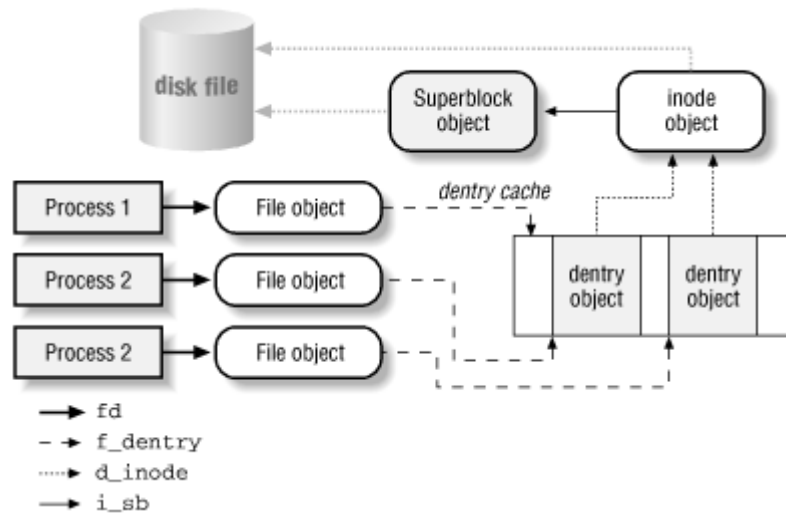 disk file
Superblock
object
inode
object
Process 1
File object
dentry cache
Process 2
File object
dentry
object
dentry
object
Process 2
File object
fd
f_dentry
d_inode
i_sb